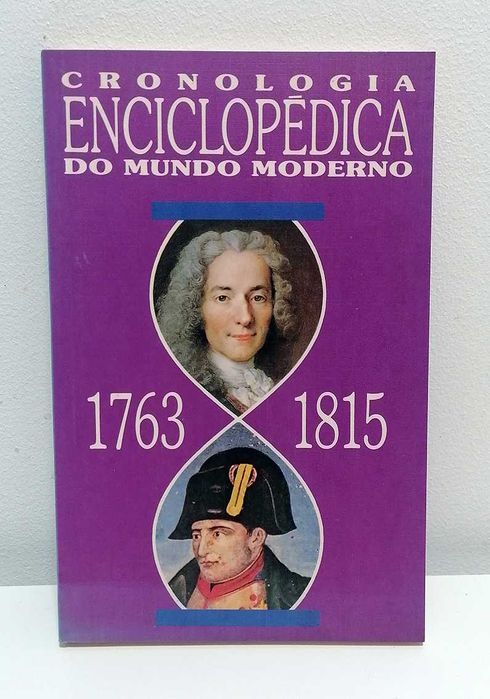 CRONOLOGIA
ENCICLOPÉDICA
DO MUNDO MODERNO
1763 1815